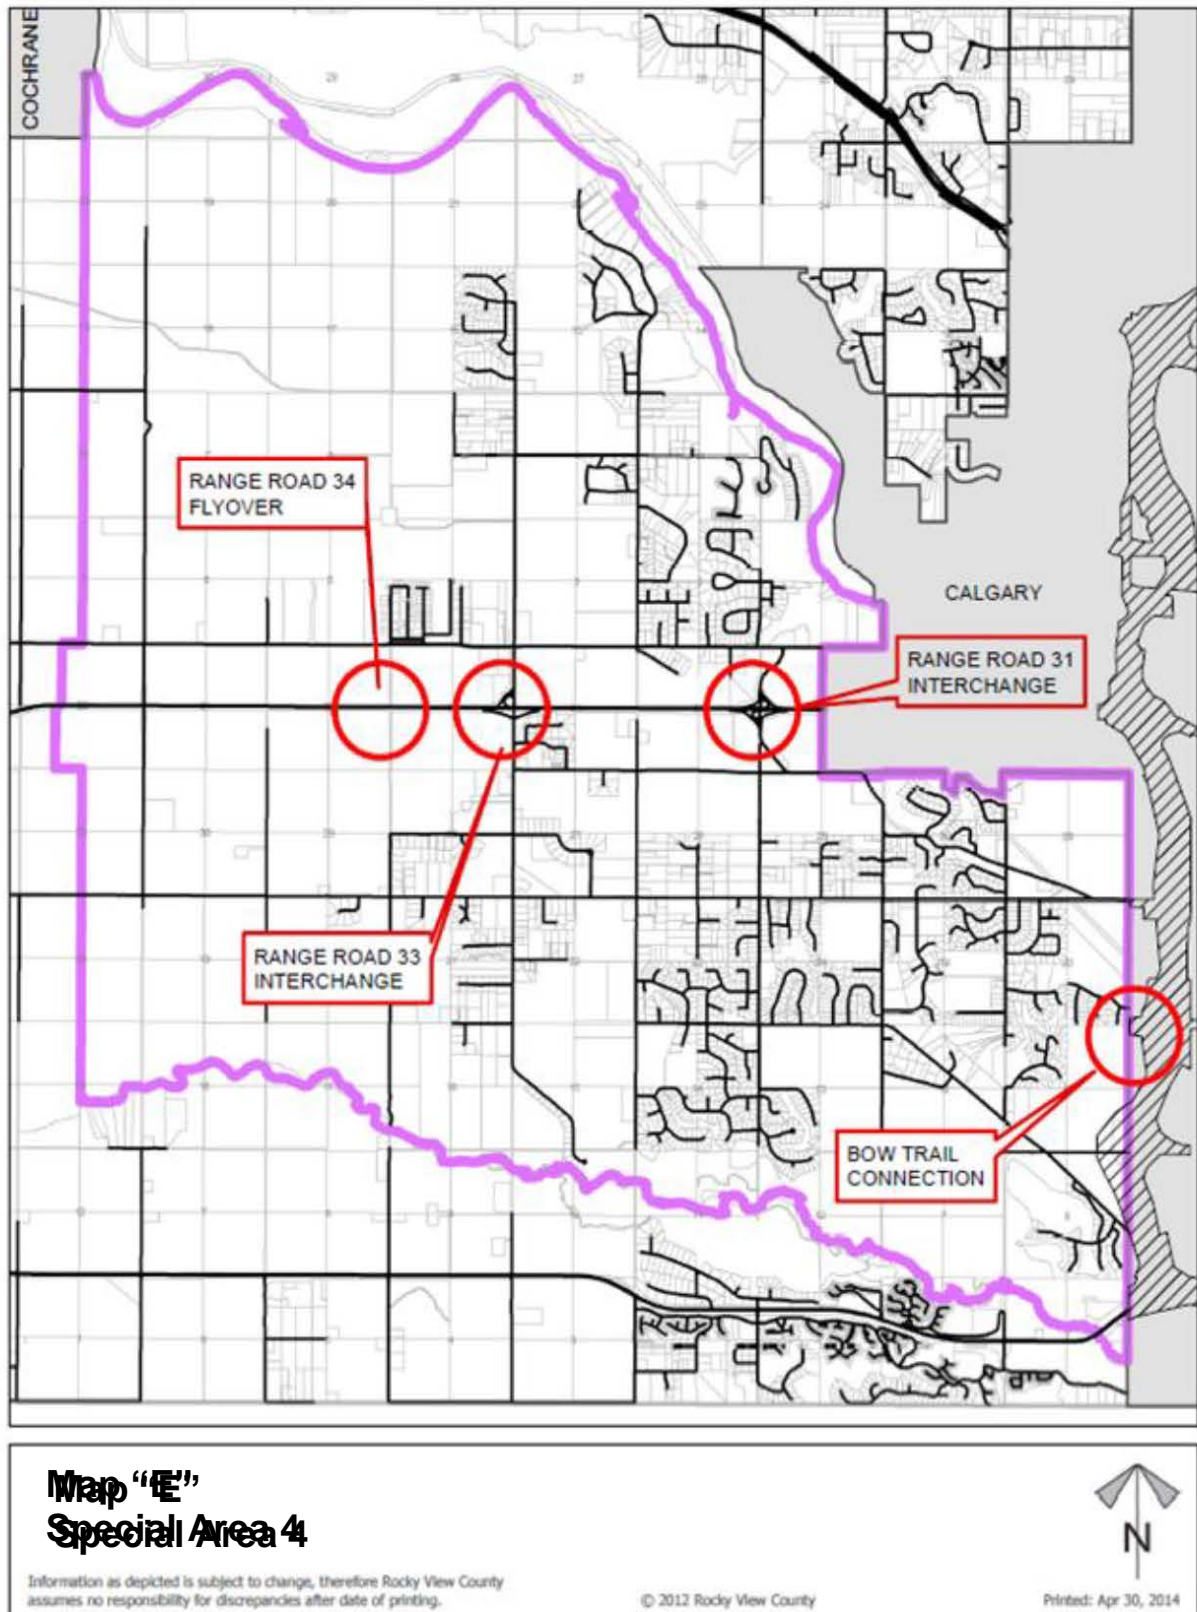 COCHRANE
RANGE ROAD 34
FLYOVER
CALGARY
RANGE ROAD 31
INTERCHANGE
RANGE ROAD 33
INTERCHANGE
BOW TRAIL
CONNECTION
Map “E”
Special Area 4
N
Information as depicted is subject to change, therefore Rocky View County
assumes no responsibility for discrepancies after date of printing.
© 2012 Rocky View County
Printed: Apr 30, 2014